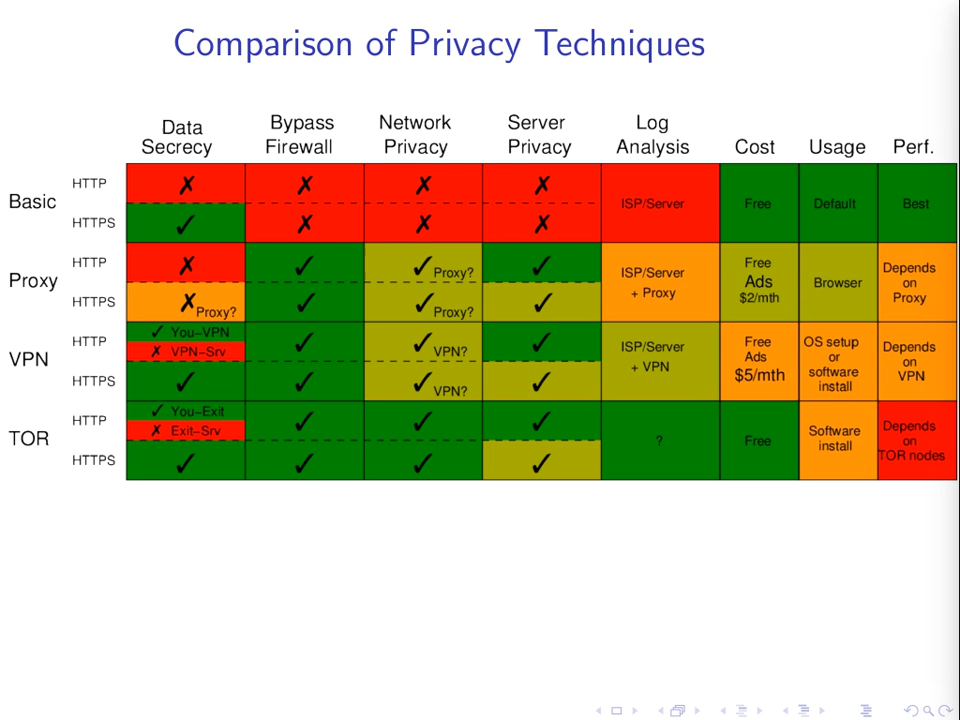 Comparison of Privacy Techniques
Data Secrecy
Bypass Firewall
Network Privacy
Server Privacy
Log Analysis
Cost
Usage
Perf.
Basic
HTTP
✗ ✗ ✗ ✗
ISP/Server
Free
Default
Best
HTTPS
✓ ✗ ✗ ✗
Proxy
HTTP
✗ ✓ ✓ Proxy? ✓
ISP/Server
+ Proxy
Free
Ads
$2/mth
Browser
Depends
on
Proxy
HTTPS
✗ Proxy? ✓ ✓ Proxy? ✓
VPN
HTTP
✓ You–VPN
✗ VPN–Srv
✓ ✓ VPN? ✓
ISP/Server
+ VPN
Free
Ads
$5/mth
OS setup
or
software
install
Depends
on
VPN
HTTPS
✓ ✓ ✓ VPN? ✓
TOR
HTTP
✓ You–Exit
✗ Exit–Srv
✓ ✓ ✓
?
Free
Software
install
Depends
on
TOR nodes
HTTPS
✓ ✓ ✓ ✓